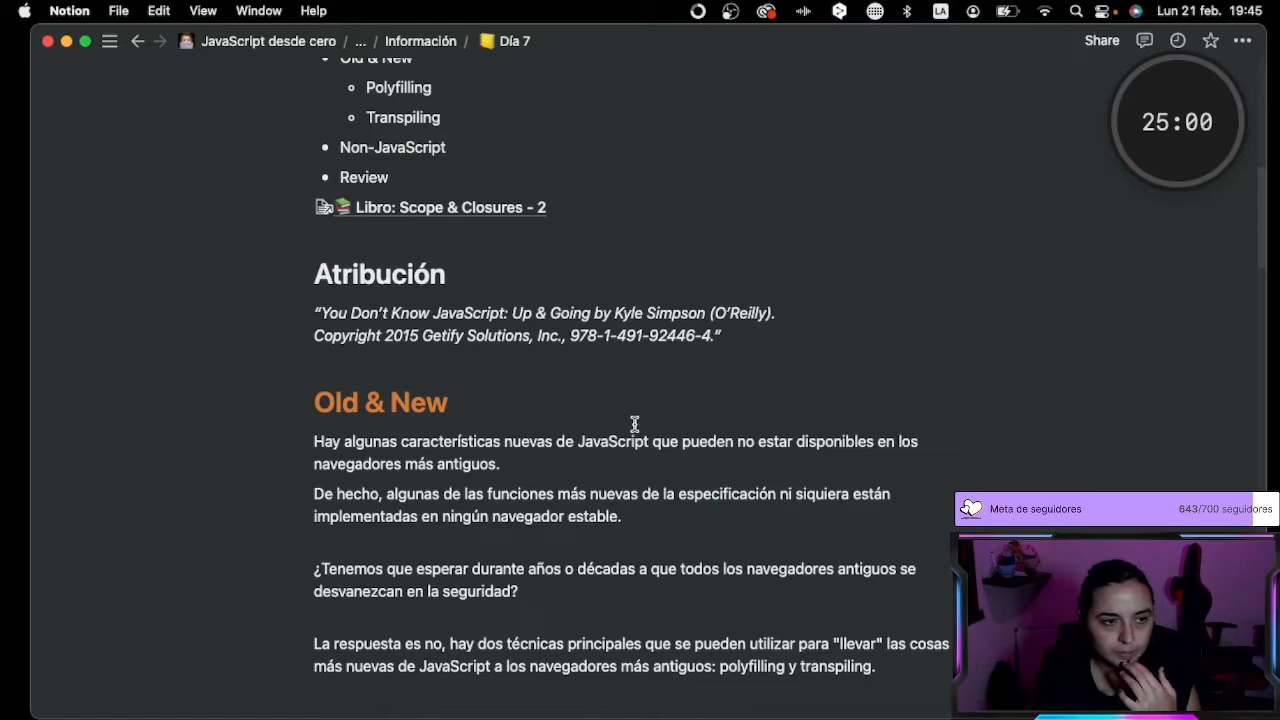 Notion File Edit View Window Help LA Lun 21 feb. 19:45
JavaScript desde cero / ... / Información / Día 7 Share
Old & New
Polyfilling
Transpiling
25:00
Non-JavaScript
Review
Libro: Scope & Closures - 2
Atribución
“You Don’t Know JavaScript: Up & Going by Kyle Simpson (O’Reilly).
Copyright 2015 Getify Solutions, Inc., 978-1-491-92446-4.”
Old & New
Hay algunas características nuevas de JavaScript que pueden no estar disponibles en los
navegadores más antiguos.
De hecho, algunas de las funciones más nuevas de la especificación ni siquiera están
implementadas en ningún navegador estable.
Meta de seguidores 643/700 seguidores
¿Tenemos que esperar durante años o décadas a que todos los navegadores antiguos se
desvanezcan en la seguridad?
La respuesta es no, hay dos técnicas principales que se pueden utilizar para "llevar" las cosas
más nuevas de JavaScript a los navegadores más antiguos: polyfilling y transpiling.